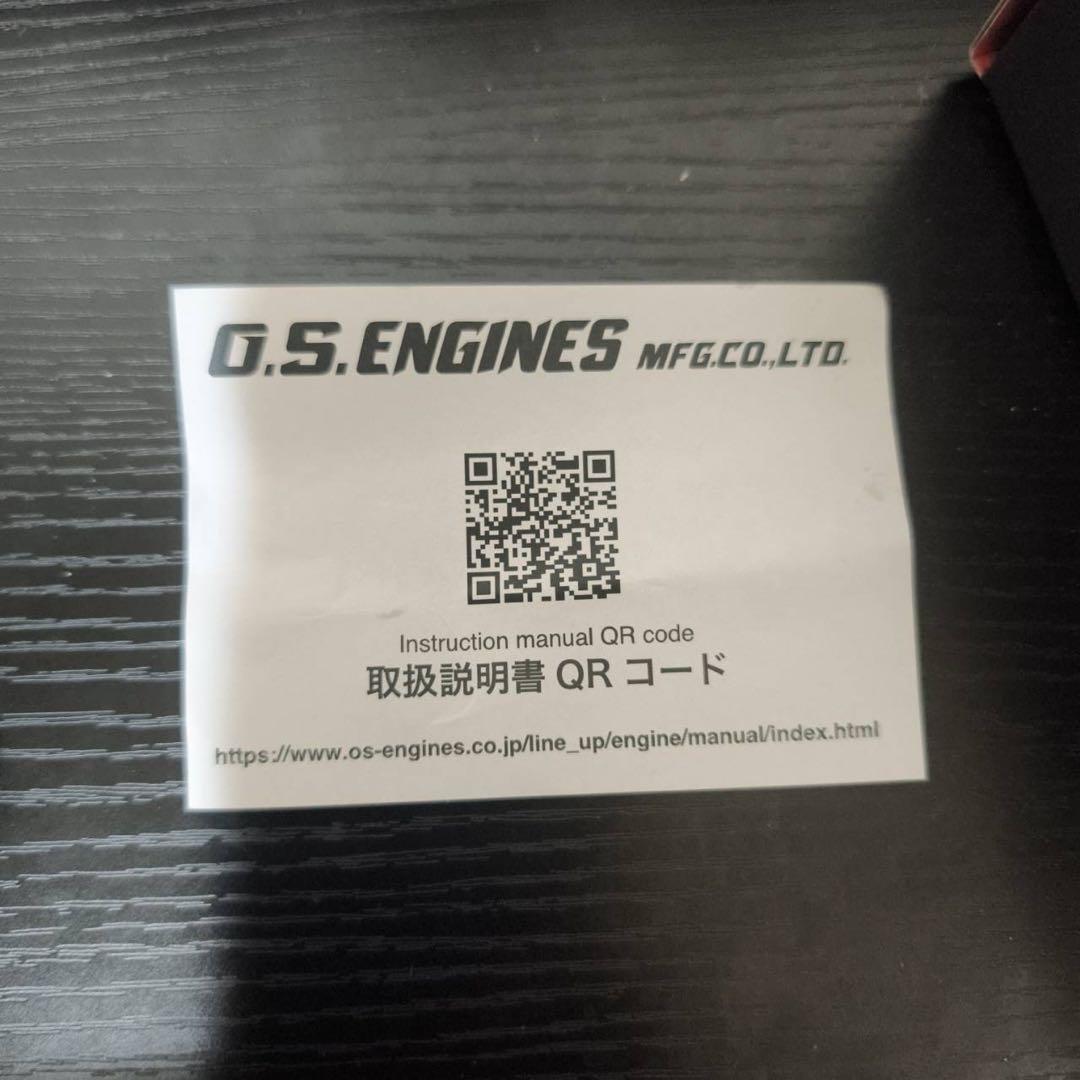 O.S.ENGINES MFG.CO.,LTD.
Instruction manual QR code
取扱説明書 QR コード
https://www.os-engines.co.jp/line_up/engine/manual/index.html